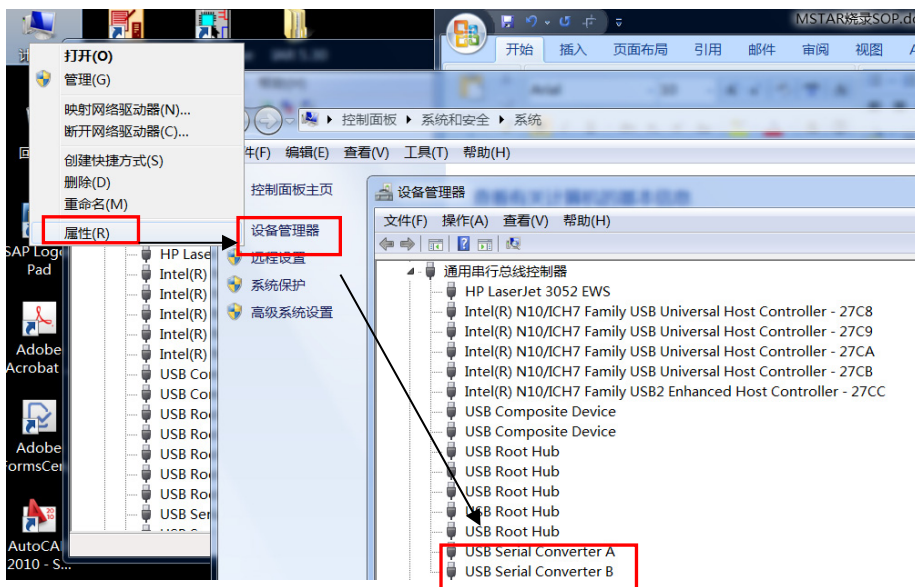 MSTAR烧录SOP.do
开始 插入 页面布局 引用 邮件 审阅 视图
打开(O)
管理(G)
映射网络驱动器(N)...
断开网络驱动器(C)...
创建快捷方式(S)
删除(D)
重命名(M)
属性(R)
控制面板 系统和安全 系统
件(F) 编辑(E) 查看(V) 工具(T) 帮助(H)
控制面板主页
设备管理器
远程设置
系统保护
高级系统设置
设备管理器
文件(F) 操作(A) 查看(V) 帮助(H)
通用串行总线控制器
HP LaserJet 3052 EWS
Intel(R) N10/ICH7 Family USB Universal Host Controller - 27C8
Intel(R) N10/ICH7 Family USB Universal Host Controller - 27C9
Intel(R) N10/ICH7 Family USB Universal Host Controller - 27CA
Intel(R) N10/ICH7 Family USB Universal Host Controller - 27CB
Intel(R) N10/ICH7 Family USB2 Enhanced Host Controller - 27CC
USB Composite Device
USB Composite Device
USB Root Hub
USB Root Hub
USB Root Hub
USB Root Hub
USB Root Hub
USB Serial Converter A
USB Serial Converter B
HP Lase
Intel(R)
Intel(R)
Intel(R)
Intel(R)
Intel(R)
USB Co
USB Co
USB Ro
USB Ro
USB Ro
USB Ro
USB Ro
USB Ser
SAP Log
Pad
Adobe
Acrobat
Adobe
ormsCe
AutoCA
2010 - S...